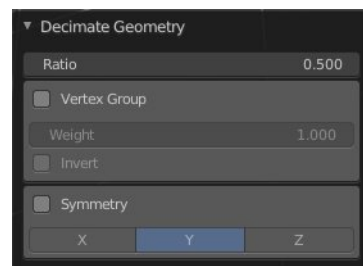 Decimate Geometry
Ratio 0.500
Vertex Group
Weight 1.000
Invert
Symmetry
X Y Z